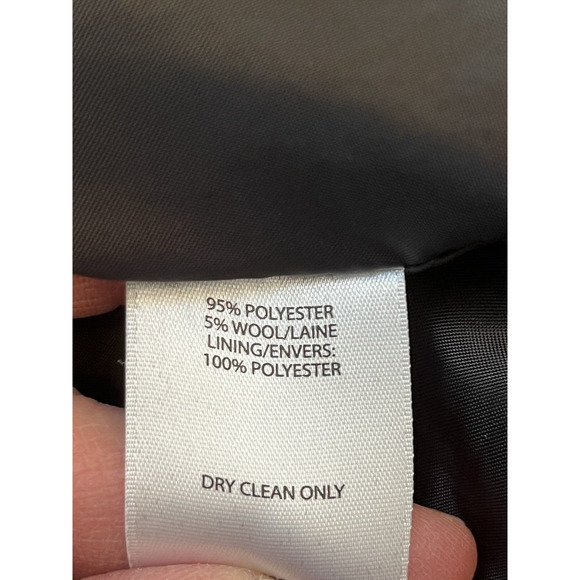 95% POLYESTER
5% WOOL/LAINE
LINING/ENVERS:
100% POLYESTER
DRY CLEAN ONLY